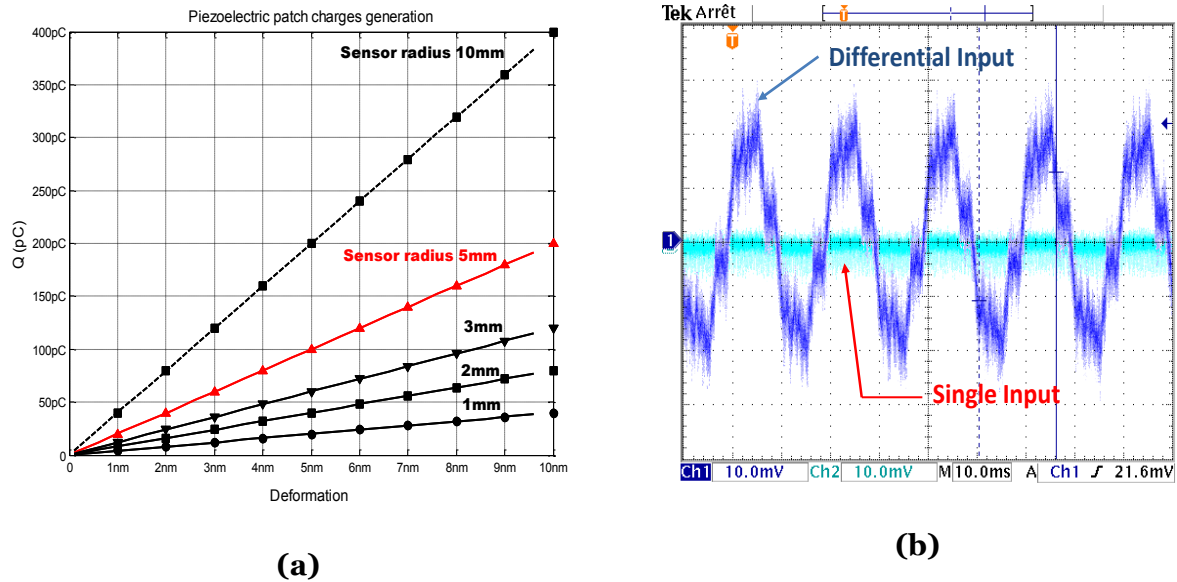 Piezoelectric patch charges generation
400pC
350pC
300pC
250pC
200pC
150pC
100pC
50pC
0
Q (pC)
Sensor radius 10mm
Sensor radius 5mm
3mm
2mm
1mm
0
1nm
2nm
3nm
4nm
5nm
6nm
7nm
8nm
9nm
10nm
Deformation
(a)
Tek Arrêt
T
T
Differential Input
1
Single Input
Ch1 10.0mV Ch2 10.0mV M 10.0ms A Ch1 ʃ 21.6mV
(b)